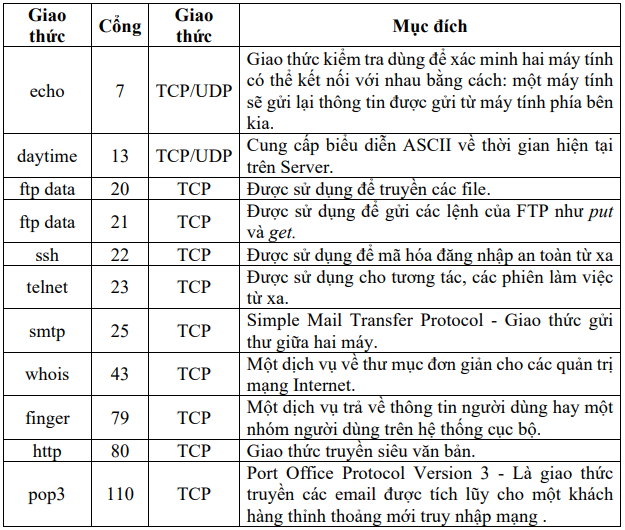 Giao thức Cổng Giao thức Mục đích
echo 7 TCP/UDP Giao thức kiểm tra dùng để xác minh hai máy tính
có thể kết nối với nhau bằng cách: một máy tính
sẽ gửi lại thông tin được gửi từ máy tính phía bên
kia.
daytime 13 TCP/UDP Cung cấp biểu diễn ASCII về thời gian hiện tại
trên Server.
ftp data 20 TCP Được sử dụng để truyền các file.
ftp data 21 TCP Được sử dụng để gửi các lệnh của FTP như put
và get.
ssh 22 TCP Được sử dụng để mã hóa đăng nhập an toàn từ xa
telnet 23 TCP Được sử dụng cho tương tác, các phiên làm việc
từ xa.
smtp 25 TCP Simple Mail Transfer Protocol - Giao thức gửi
thư giữa hai máy.
whois 43 TCP Một dịch vụ về thư mục đơn giản cho các quản trị
mạng Internet.
finger 79 TCP Một dịch vụ trả về thông tin người dùng hay một
nhóm người dùng trên hệ thống cục bộ.
http 80 TCP Giao thức truyền siêu văn bản.
pop3 110 TCP Port Office Protocol Version 3 - Là giao thức
truyền các email được tích lũy cho một khách
hàng thỉnh thoảng mới truy nhập mạng .